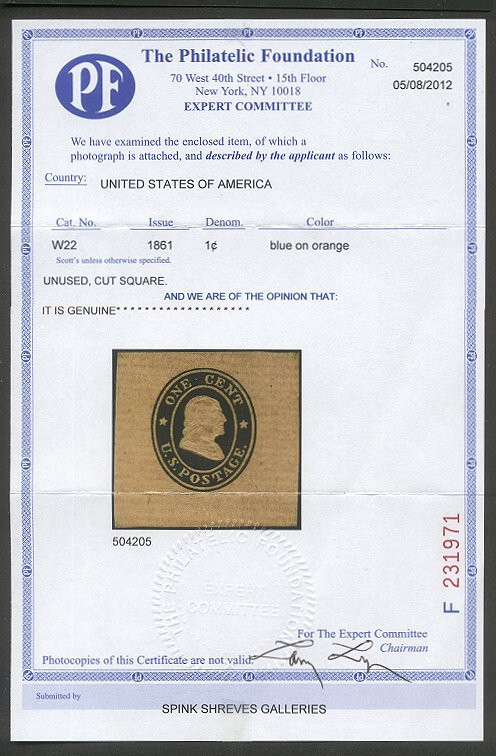 PF
The Philatelic Foundation
70 West 40th Street • 15th Floor
New York, NY 10018
EXPERT COMMITTEE
No. 504205
05/08/2012
We have examined the enclosed item, of which a
photograph is attached, and described by the applicant as follows:
Country: UNITED STATES OF AMERICA
Cat. No. Issue Denom. Color
W22 1861 1¢ blue on orange
Scott's unless otherwise specified.
UNUSED, CUT SQUARE.
AND WE ARE OF THE OPINION THAT:
IT IS GENUINE* * * * * * * * * * * * * * * * * * *
ONE CENT
U.S. POSTAGE.
504205
THE PHILATELIC FOUNDATION
EXPERT
COMMITTEE
F 231971
For The Expert Committee
Chairman
Photocopies of this Certificate are not valid.
Submitted by
SPINK SHREVES GALLERIES